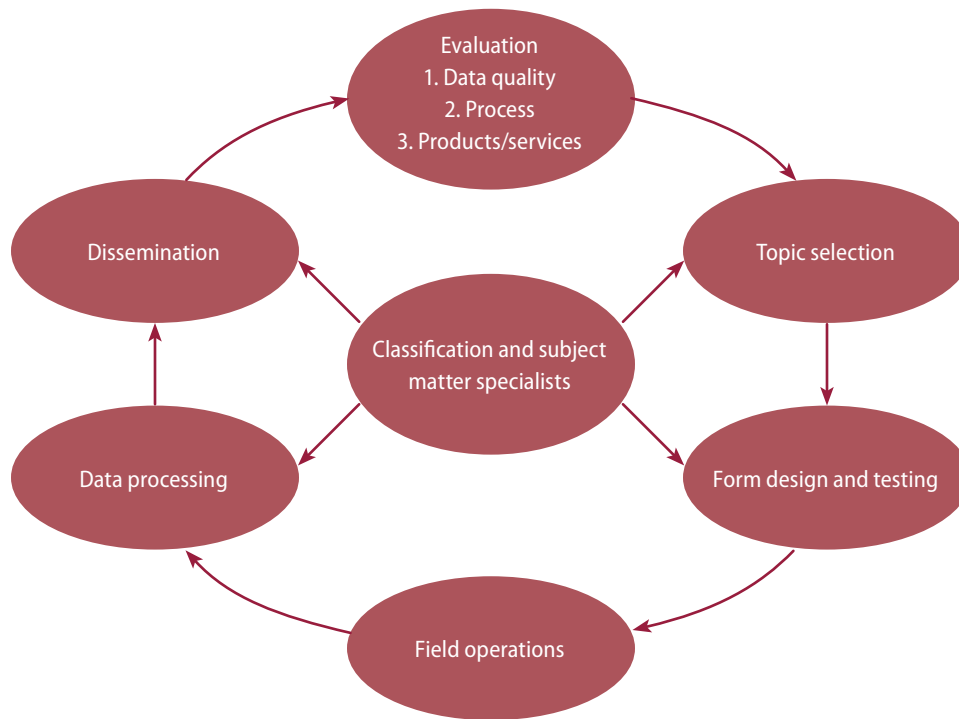 Evaluation
1. Data quality
2. Process
3. Products/services
Dissemination
Topic selection
Classification and subject
matter specialists
Data processing
Form design and testing
Field operations